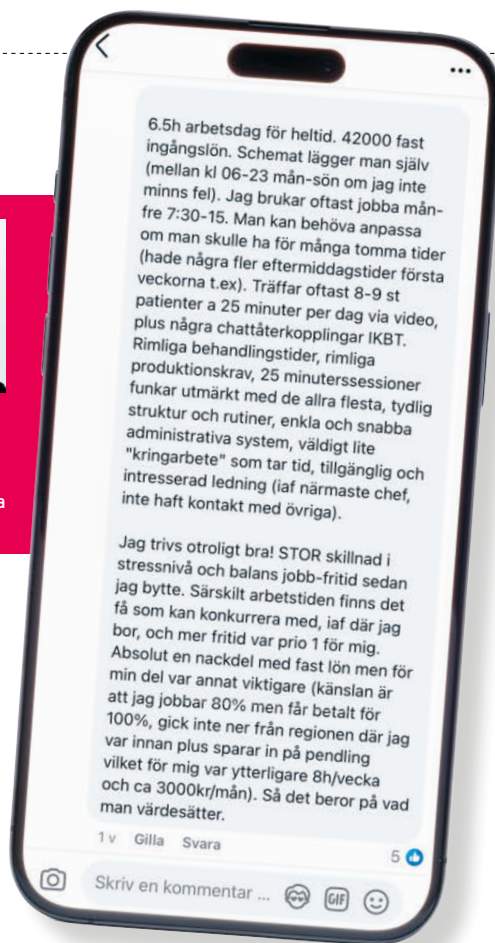 6.5h arbetsdag för heltid. 42000 fast
ingångslön. Schemat lägger man själv
(mellan kl 06-23 mån-sön om jag inte
minns fel). Jag brukar oftast jobba mån-
fre 7:30-15. Man kan behöva anpassa
om man skulle ha för många tomma tider
(hade några fler eftermiddagstider första
veckorna t.ex). Träffar oftast 8-9 st
patienter a 25 minuter per dag via video,
plus några chattåterkopplingar IKBT.
Rimliga behandlingstider, rimliga
produktionskrav, 25 minuterssessioner
funkar utmärkt med de allra flesta, tydlig
struktur och rutiner, enkla och snabba
administrativa system, väldigt lite
"kringarbete" som tar tid, tillgänglig och
intresserad ledning (iaf närmaste chef,
inte haft kontakt med övriga).
Jag trivs otroligt bra! STOR skillnad i
stressnivå och balans jobb-fritid sedan
jag bytte. Särskilt arbetstiden finns det
få som kan konkurrera med, iaf där jag
bor, och mer fritid var prio 1 för mig.
Absolut en nackdel med fast lön men för
min del var annat viktigare (känslan är
att jag jobbar 80% men får betalt för
100%, gick inte ner från regionen där jag
var innan plus sparar in på pendling
vilket för mig var ytterligare 8h/vecka
och ca 3000kr/mån). Så det beror på vad
man värdesätter.
1 v Gilla Svara 5
Skriv en kommentar ... GIF